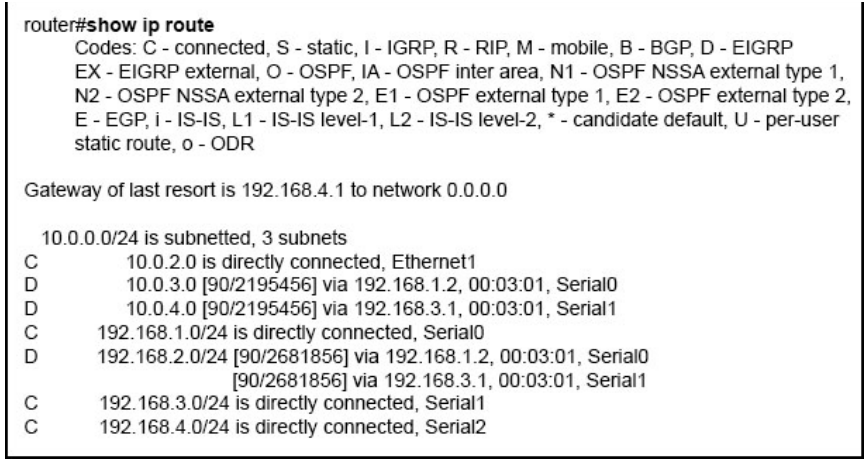 router#show ip route
Codes: C - connected, S - static, I - IGRP, R - RIP, M - mobile, B - BGP, D - EIGRP
EX - EIGRP external, O - OSPF, IA - OSPF inter area, N1 - OSPF NSSA external type 1,
N2 - OSPF NSSA external type 2, E1 - OSPF external type 1, E2 - OSPF external type 2,
E - EGP, i - IS-IS, L1 - IS-IS level-1, L2 - IS-IS level-2, * - candidate default, U - per-user
static route, o - ODR
Gateway of last resort is 192.168.4.1 to network 0.0.0.0
10.0.0.0/24 is subnetted, 3 subnets
C 10.0.2.0 is directly connected, Ethernet1
D 10.0.3.0 [90/2195456] via 192.168.1.2, 00:03:01, Serial0
D 10.0.4.0 [90/2195456] via 192.168.3.1, 00:03:01, Serial1
C 192.168.1.0/24 is directly connected, Serial0
D 192.168.2.0/24 [90/2681856] via 192.168.1.2, 00:03:01, Serial0
[90/2681856] via 192.168.3.1, 00:03:01, Serial1
C 192.168.3.0/24 is directly connected, Serial1
C 192.168.4.0/24 is directly connected, Serial2